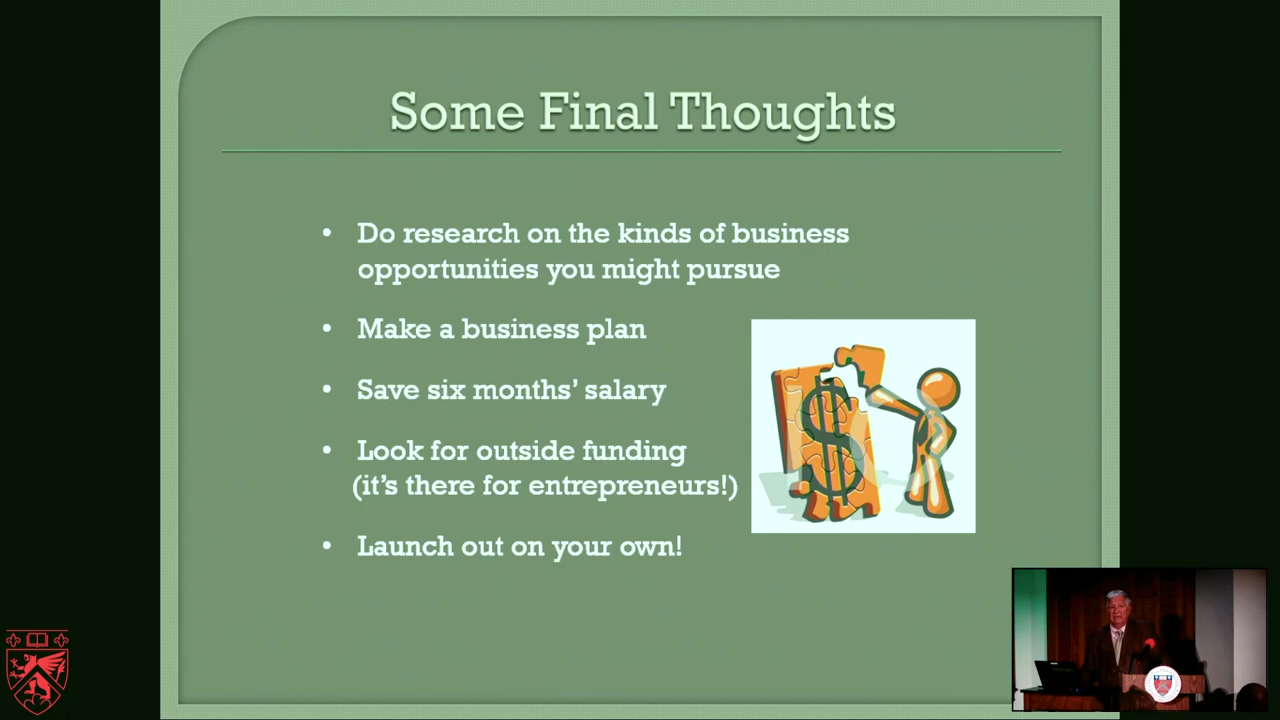 Some Final Thoughts
• Do research on the kinds of business
opportunities you might pursue
• Make a business plan
• Save six months’ salary
• Look for outside funding
(it’s there for entrepreneurs!)
• Launch out on your own!
$